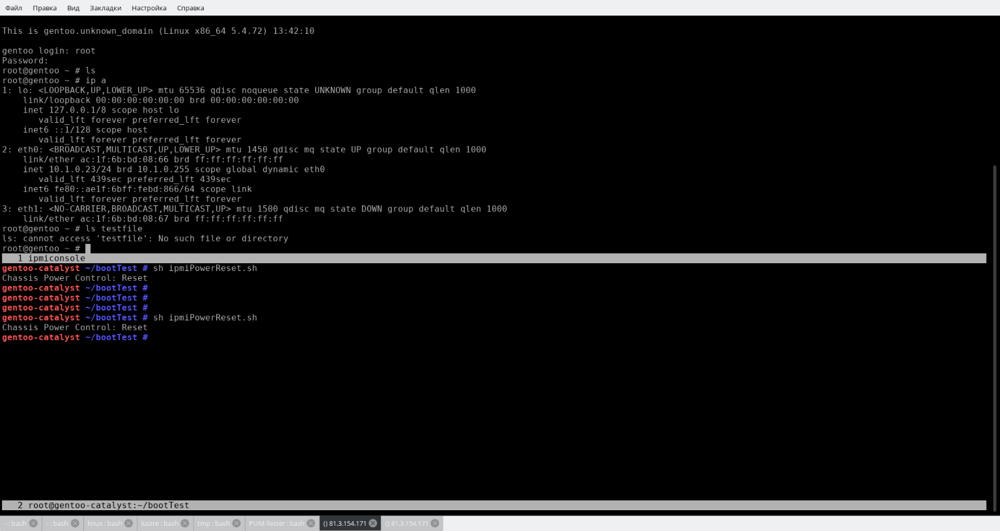 Файл Правка Вид Закладки Настройка Справка
This is gentoo.unknown_domain (Linux x86_64 5.4.72) 13:42:10
gentoo login: root
Password:
root@gentoo ~ # ls
root@gentoo ~ # ip a
1: lo: <LOOPBACK,UP,LOWER_UP> mtu 65536 qdisc noqueue state UNKNOWN group default qlen 1000
    link/loopback 00:00:00:00:00:00 brd 00:00:00:00:00:00
    inet 127.0.0.1/8 scope host lo
       valid_lft forever preferred_lft forever
    inet6 ::1/128 scope host
       valid_lft forever preferred_lft forever
2: eth0: <BROADCAST,MULTICAST,UP,LOWER_UP> mtu 1450 qdisc mq state UP group default qlen 1000
    link/ether ac:1f:6b:bd:08:66 brd ff:ff:ff:ff:ff:ff
    inet 10.1.0.23/24 brd 10.1.0.255 scope global dynamic eth0
       valid_lft 439sec preferred_lft 439sec
    inet6 fe80::ae1f:6bff:febd:866/64 scope link
       valid_lft forever preferred_lft forever
3: eth1: <NO-CARRIER,BROADCAST,MULTICAST,UP> mtu 1500 qdisc mq state DOWN group default qlen 1000
    link/ether ac:1f:6b:bd:08:67 brd ff:ff:ff:ff:ff:ff
root@gentoo ~ # ls testfile
ls: cannot access 'testfile': No such file or directory
root@gentoo ~ #
   1 ipmiconsole
gentoo-catalyst ~/bootTest # sh ipmiPowerReset.sh
Chassis Power Control: Reset
gentoo-catalyst ~/bootTest #
gentoo-catalyst ~/bootTest #
gentoo-catalyst ~/bootTest #
gentoo-catalyst ~/bootTest # sh ipmiPowerReset.sh
Chassis Power Control: Reset
gentoo-catalyst ~/bootTest #
   2 root@gentoo-catalyst:~/bootTest
- : bash - : bash linux : bash lustre : bash tmp : bash PUM-Tester : bash () 81.3.154.171 () 81.3.154.171